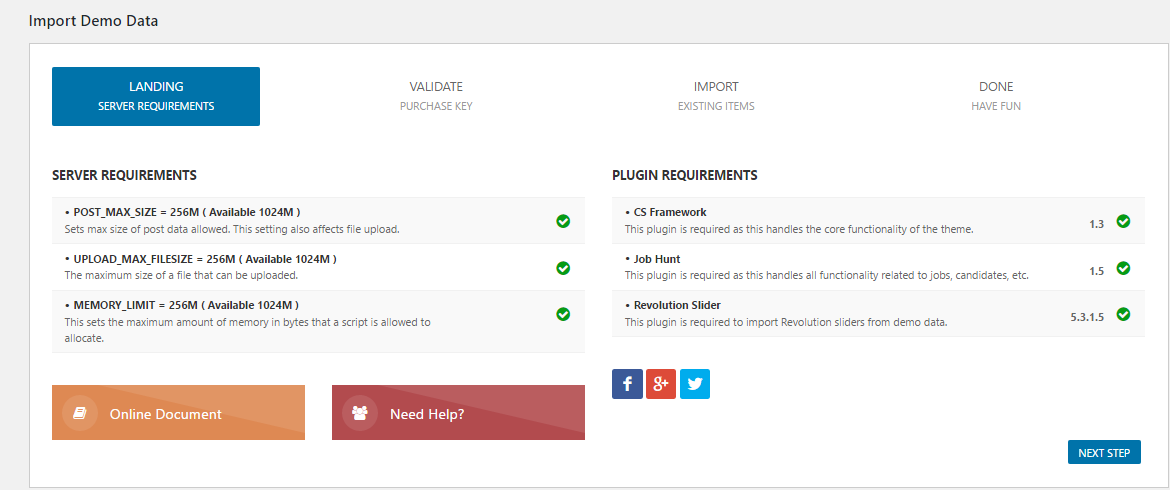 Import Demo Data
LANDING
SERVER REQUIREMENTS
VALIDATE
PURCHASE KEY
IMPORT
EXISTING ITEMS
DONE
HAVE FUN
SERVER REQUIREMENTS
• POST_MAX_SIZE = 256M ( Available 1024M )
Sets max size of post data allowed. This setting also affects file upload.
• UPLOAD_MAX_FILESIZE = 256M ( Available 1024M )
The maximum size of a file that can be uploaded.
• MEMORY_LIMIT = 256M ( Available 1024M )
This sets the maximum amount of memory in bytes that a script is allowed to
allocate.
Online Document
Need Help?
PLUGIN REQUIREMENTS
• CS Framework
This plugin is required as this handles the core functionality of the theme.
1.3
• Job Hunt
This plugin is required as this handles all functionality related to jobs, candidates, etc.
1.5
• Revolution Slider
This plugin is required to import Revolution sliders from demo data.
5.3.1.5
f
g+
NEXT STEP